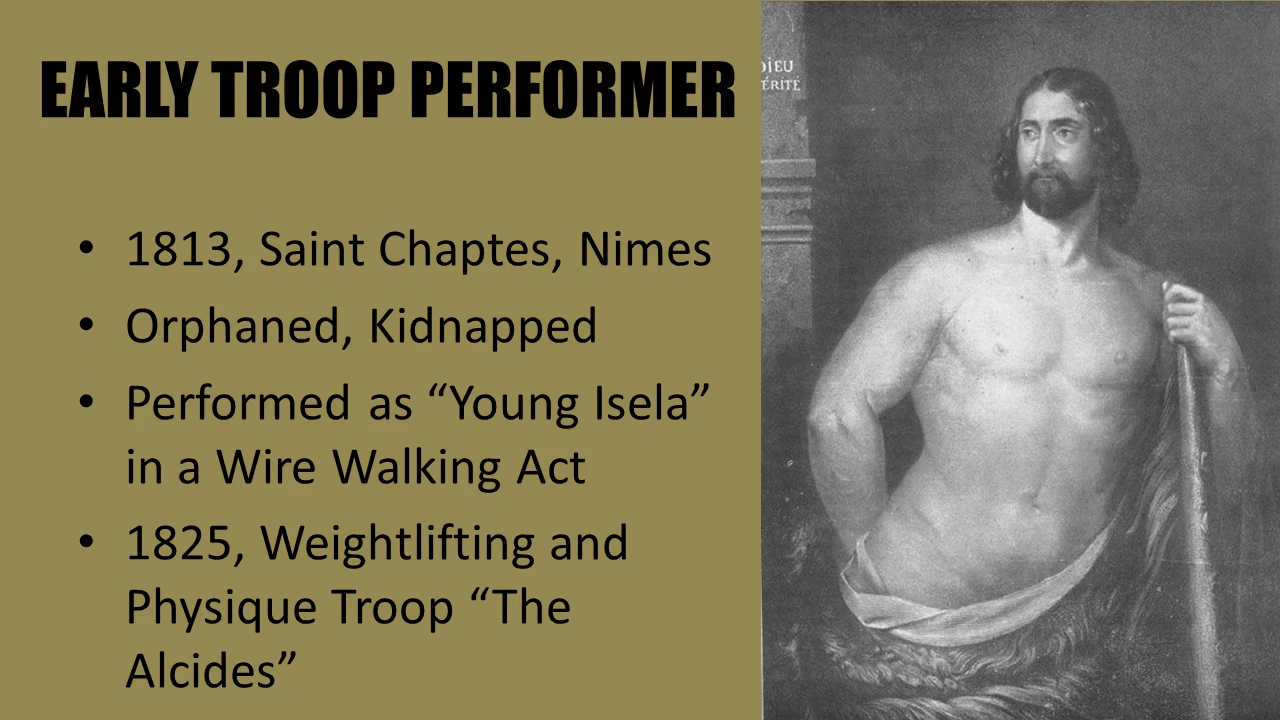 EARLY TROOP PERFORMER
• 1813, Saint Chaptes, Nimes
• Orphaned, Kidnapped
• Performed as “Young Isela”
in a Wire Walking Act
• 1825, Weightlifting and
Physique Troop “The
Alcides”
DIEU
ÉRITÉ